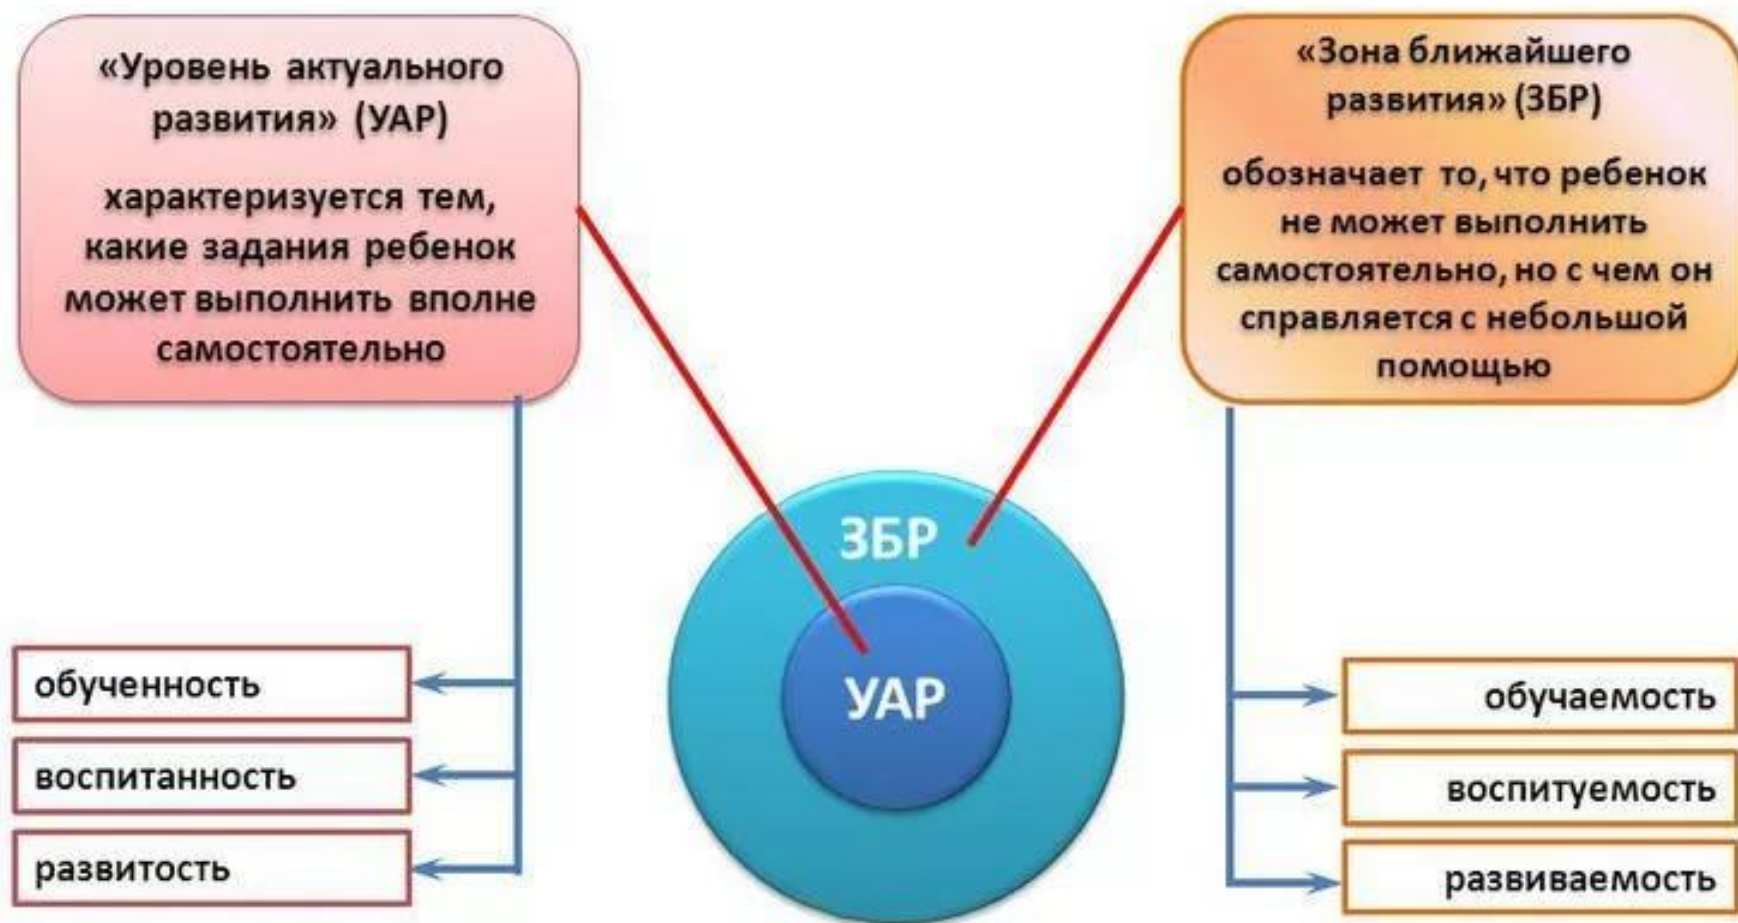 «Уровень актуального
развития» (УАР)
характеризуется тем,
какие задания ребенок
может выполнить вполне
самостоятельно
«Зона ближайшего
развития» (ЗБР)
обозначает то, что ребенок
не может выполнить
самостоятельно, но с чем он
справляется с небольшой
помощью
ЗБР
УАР
обученность
воспитанность
развитость
обучаемость
воспитуемость
развиваемость